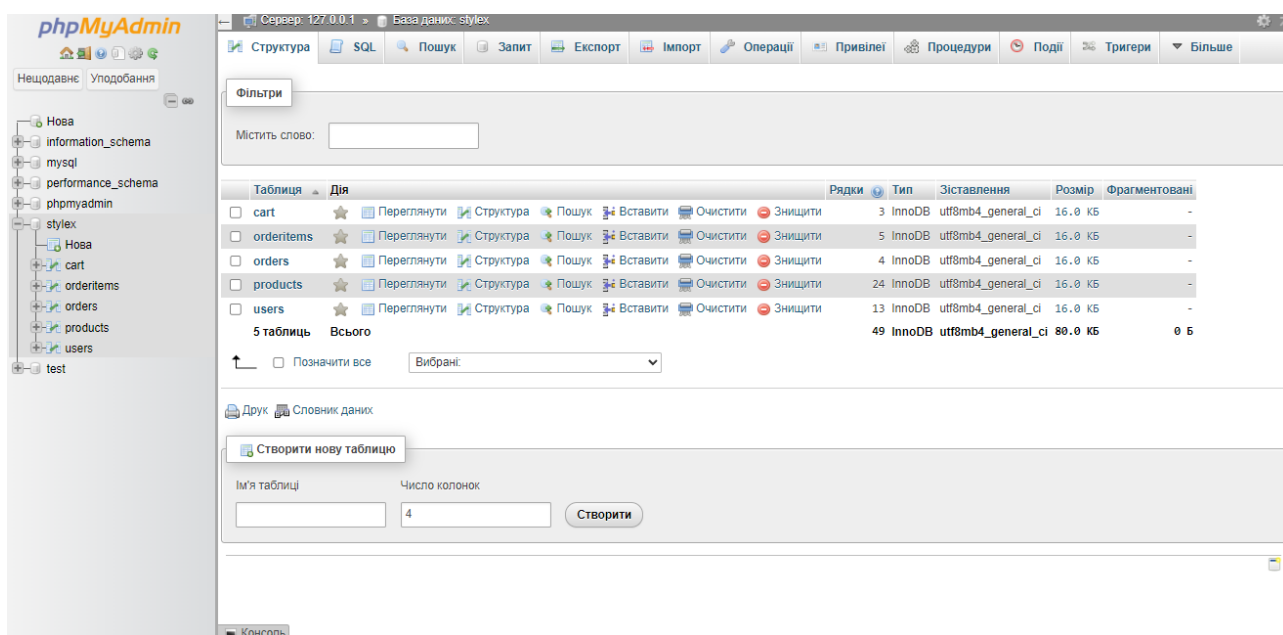 phpMyAdmin
Нещодавнє Уподобання
Нова
information_schema
mysql
performance_schema
phpmyadmin
stylex
Нова
cart
orderitems
orders
products
users
test
Сервер: 127.0.0.1 » База даних: stylex
Структура SQL Пошук Запит Експорт Імпорт Операції Привілеї Процедури Події Тригери Більше
Фільтри
Містить слово:
Таблиця Дія Рядки Тип Зіставлення Розмір Фрагментовані
cart Переглянути Структура Пошук Вставити Очистити Знищити 3 InnoDB utf8mb4_general_ci 16.0 КБ -
orderitems Переглянути Структура Пошук Вставити Очистити Знищити 5 InnoDB utf8mb4_general_ci 16.0 КБ -
orders Переглянути Структура Пошук Вставити Очистити Знищити 4 InnoDB utf8mb4_general_ci 16.0 КБ -
products Переглянути Структура Пошук Вставити Очистити Знищити 24 InnoDB utf8mb4_general_ci 16.0 КБ -
users Переглянути Структура Пошук Вставити Очистити Знищити 13 InnoDB utf8mb4_general_ci 16.0 КБ -
5 таблиць Всього 49 InnoDB utf8mb4_general_ci 80.0 КБ 0 Б
Позначити все Вибрані:
Друк Словник даних
Створити нову таблицю
Ім'я таблиці Число колонок
4 Створити
Консоль